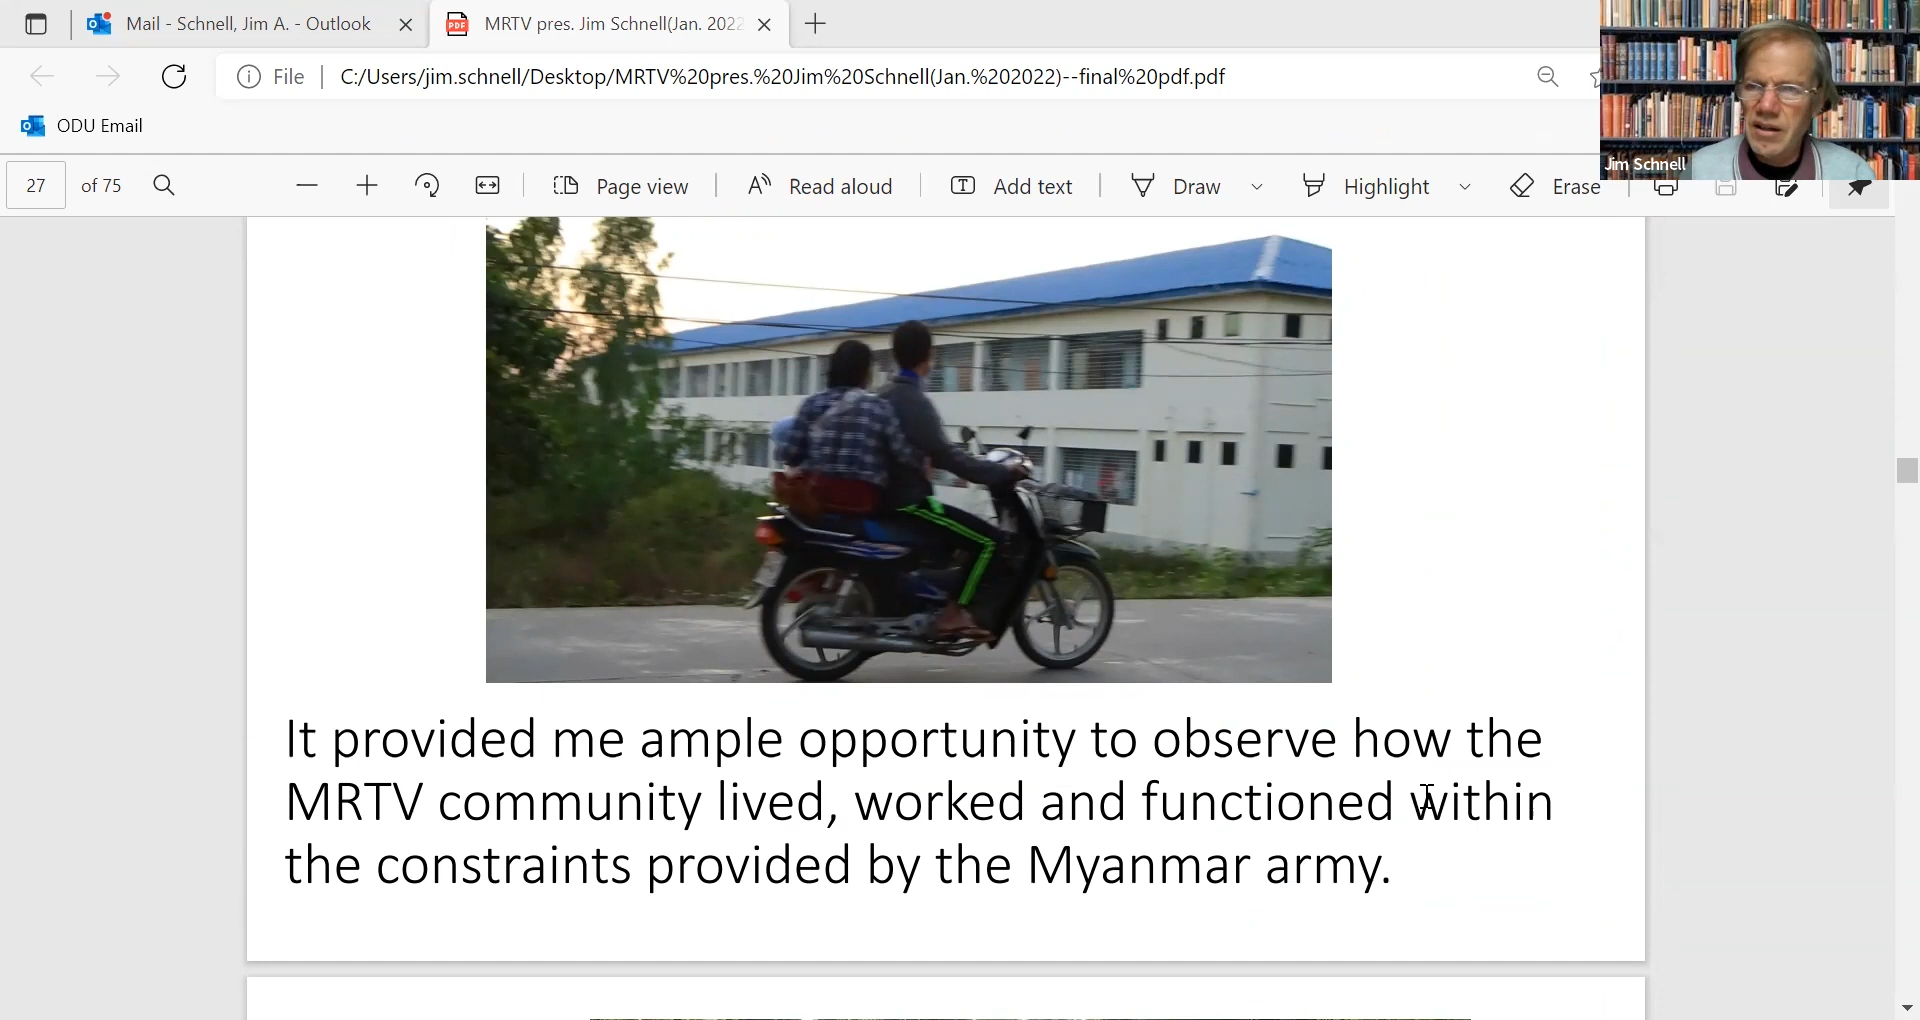 Mail - Schnell, Jim A. - Outlook
MRTV pres. Jim Schnell(Jan. 2022
File
C:/Users/jim.schnell/Desktop/MRTV%20pres.%20Jim%20Schnell(Jan.%202022)--final%20pdf.pdf
ODU Email
Jim Schnell
27 of 75
Page view
Read aloud
Add text
Draw
Highlight
Erase
It provided me ample opportunity to observe how the
MRTV community lived, worked and functioned within
the constraints provided by the Myanmar army.